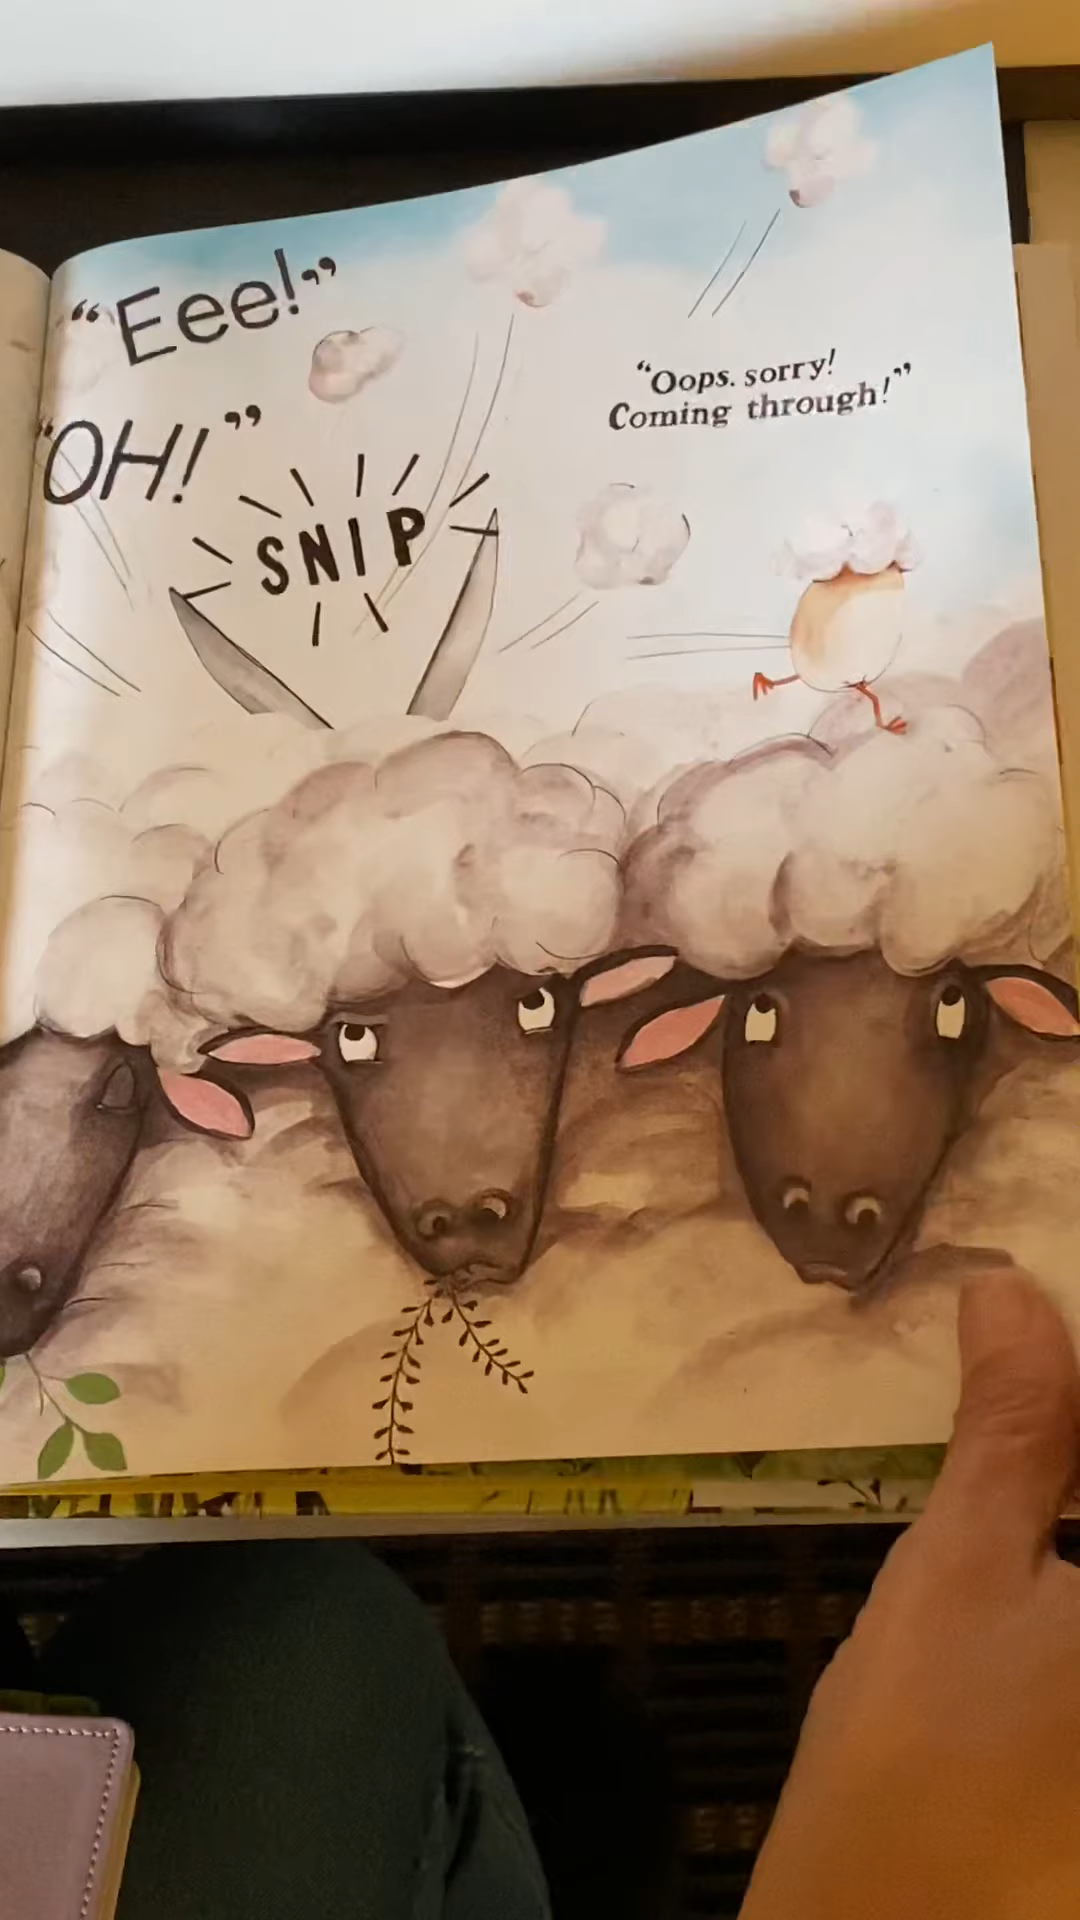 “Eee!”
“OH!”
SNIP
“Oops. sorry!
Coming through!”